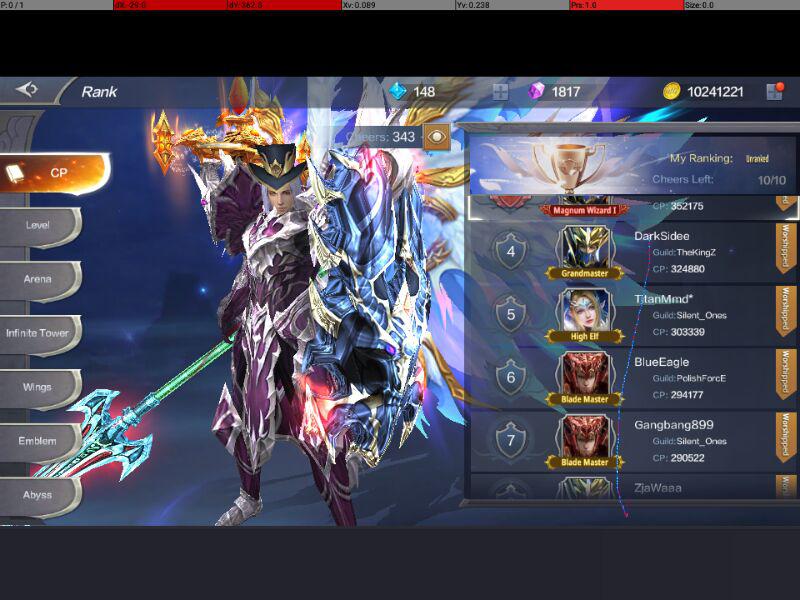 P: 0 / 1
dX: -29.0
dY: 362.8
Xv: 0.089
Yv: 0.238
Prs: 1.0
Size: 0.0
Rank
148
1817
10241221
Cheers: 343
CP
Level
Arena
Infinite Tower
Wings
Emblem
Abyss
My Ranking: Unranked
Cheers Left: 10/10
Magnum Wizard I
CP: 352175
4
Grandmaster
DarkSidee
Guild:TheKingZ
CP: 324880
Worshipped
5
High Elf
TitanMmd*
Guild:Silent_Ones
CP: 303339
Worshipped
6
Blade Master
BlueEagle
Guild:PolishForcE
CP: 294177
Worshipped
7
Blade Master
Gangbang899
Guild:Silent_Ones
CP: 290522
Worshipped
ZjaWaaa